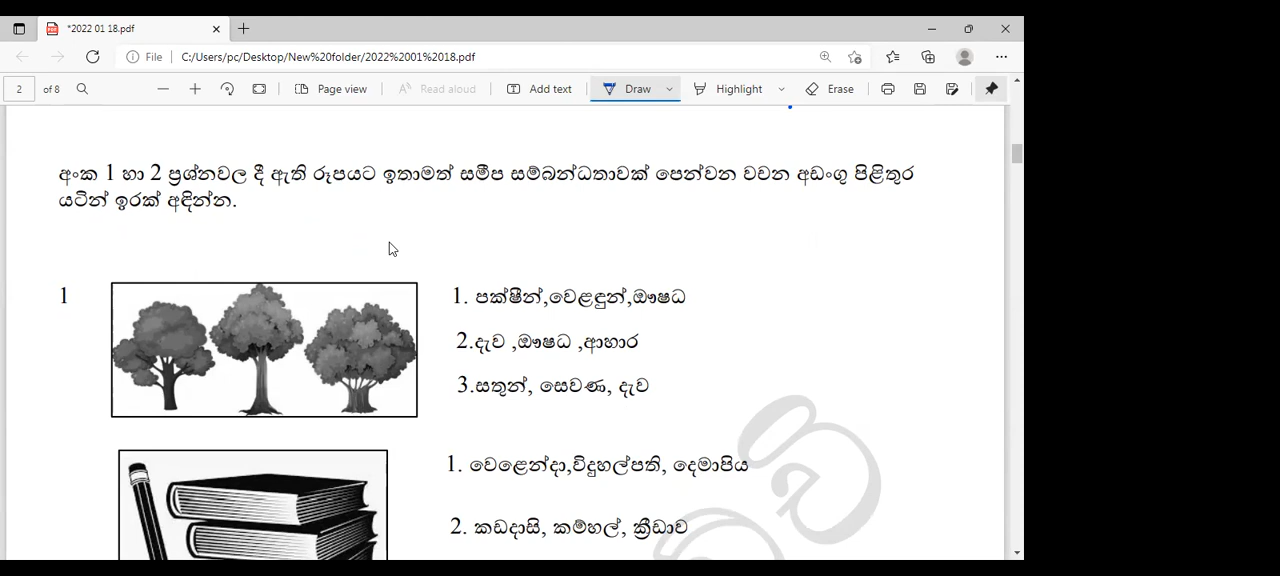 *2022 01 18.pdf
File C:/Users/pc/Desktop/New%20folder/2022%2001%2018.pdf
2 of 8 Page view Read aloud Add text Draw Highlight Erase
අංක 1 හා 2 ප්‍රශ්නවල දී ඇති රූපයට ඉතාමත් සමීප සම්බන්ධතාවක් පෙන්වන වචන අඩංගු පිළිතුර
යටින් ඉරක් අඳින්න.
1
1. පක්ෂීන්,වෙළඳුන්,ඖෂධ
2.දැව ,ඖෂධ ,ආහාර
3.සතුන්, සෙවණ, දැව
1. වෙළෙන්දා,විදුහල්පති, දෙමාපිය
2. කඩදාසි, කම්හල්, ක්‍රීඩාව